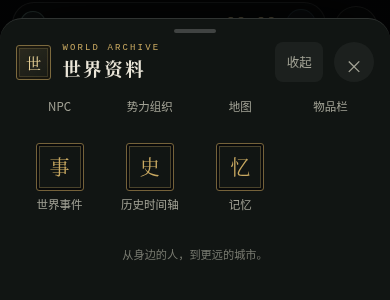 世
WORLD ARCHIVE
世界资料
收起
NPC 势力组织 地图 物品栏
事 史 忆
世界事件 历史时间轴 记忆
从身边的人，到更远的城市。